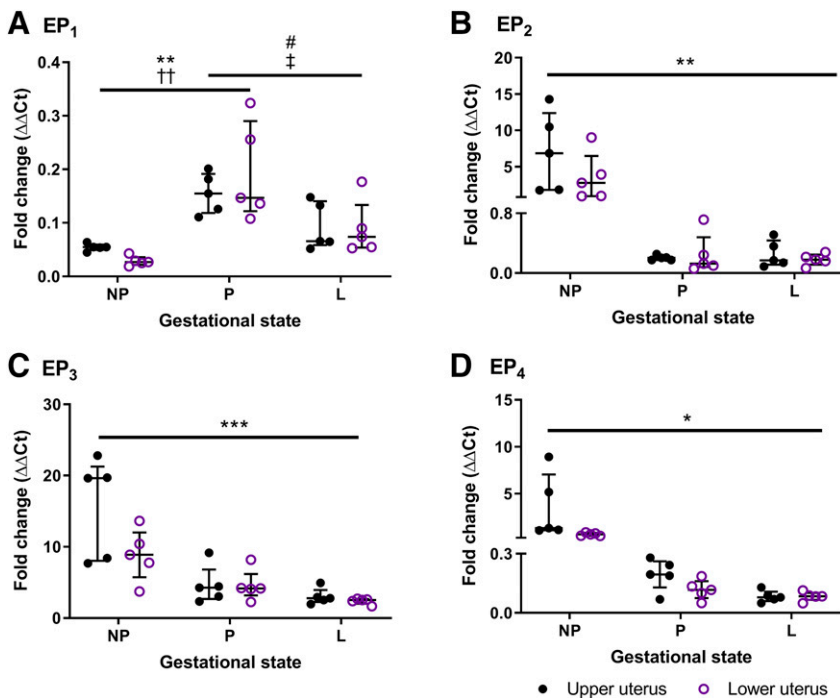 A EP₁
**
††
#
‡
0.4
0.3
0.2
0.1
0.0
Fold change (ΔΔCt)
NP P L
Gestational state
B EP₂
**
20
15
10
5
0.8
0.0
Fold change (ΔΔCt)
NP P L
Gestational state
C EP₃
***
30
20
10
0
Fold change (ΔΔCt)
NP P L
Gestational state
D EP₄
*
15
10
5
0.3
0.0
Fold change (ΔΔCt)
NP P L
Gestational state
Upper uterus Lower uterus